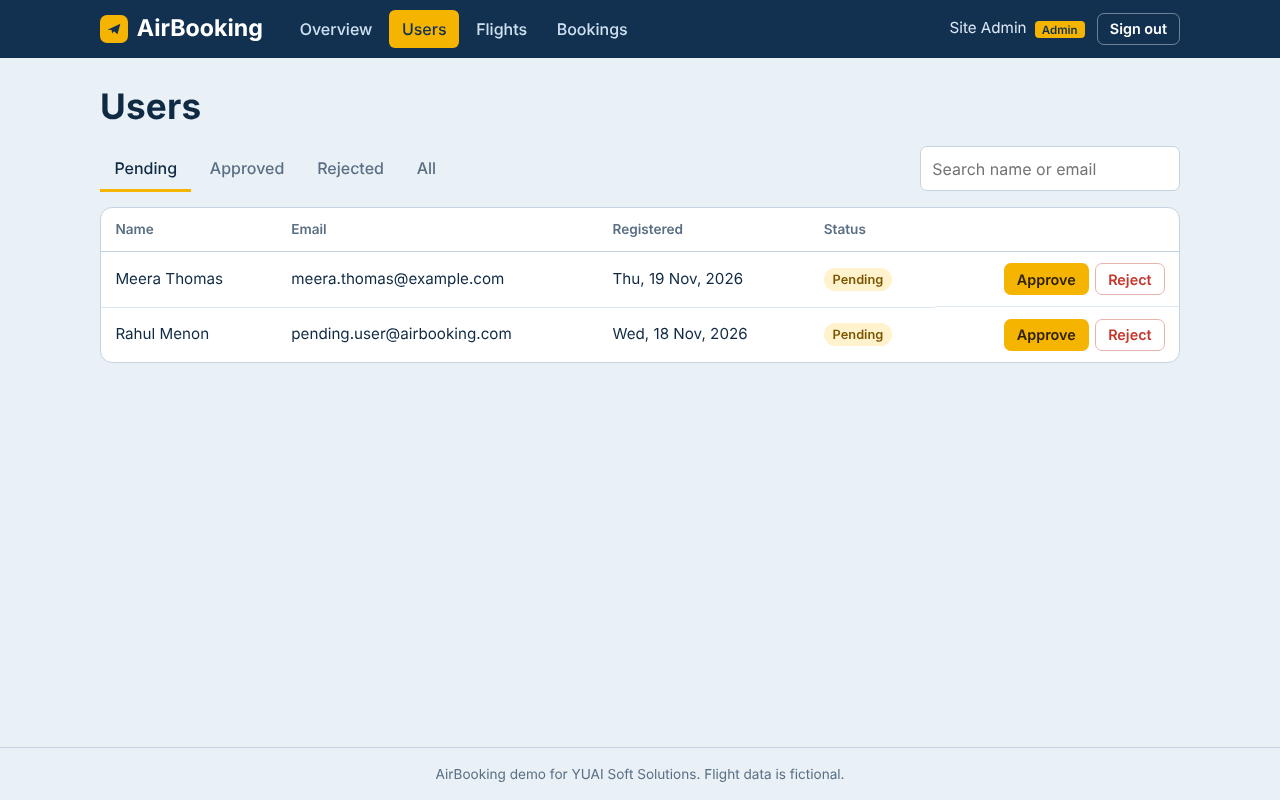 AirBooking Overview Users Flights Bookings Site Admin Admin Sign out
Users
Pending Approved Rejected All Search name or email
Name Email Registered Status
Meera Thomas meera.thomas@example.com Thu, 19 Nov, 2026 Pending Approve Reject
Rahul Menon pending.user@airbooking.com Wed, 18 Nov, 2026 Pending Approve Reject
AirBooking demo for YUAI Soft Solutions. Flight data is fictional.